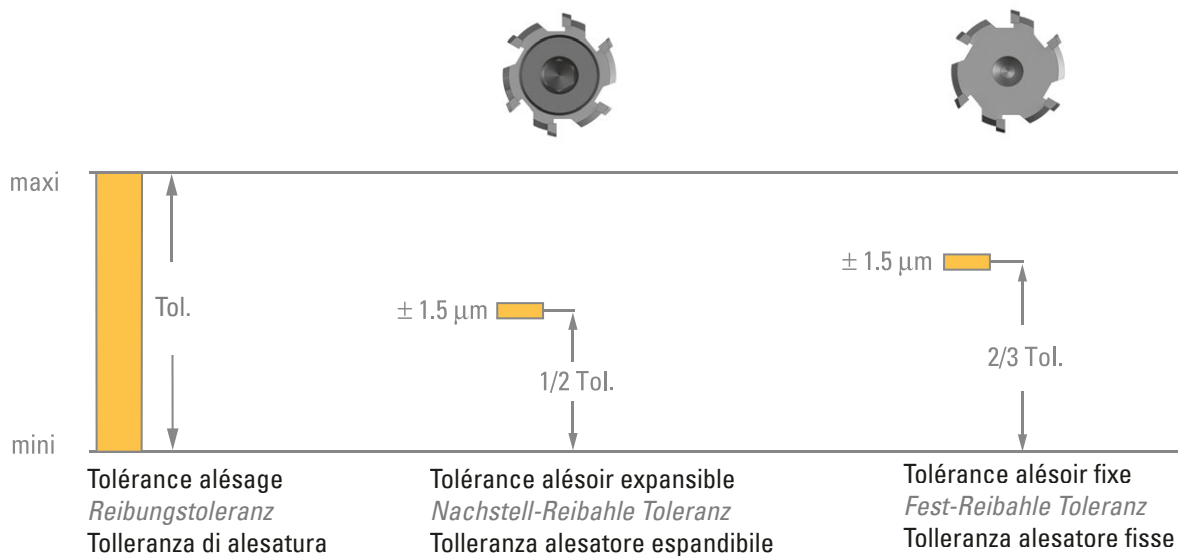 maxi
± 1.5 µm
Tol.
± 1.5 µm
2/3 Tol.
1/2 Tol.
mini
Tolérance alésage
Reibungstoleranz
Tolleranza di alesatura
Tolérance alésoir expansible
Nachstell-Reibahle Toleranz
Tolleranza alesatore espandibile
Tolérance alésoir fixe
Fest-Reibahle Toleranz
Tolleranza alesatore fisse